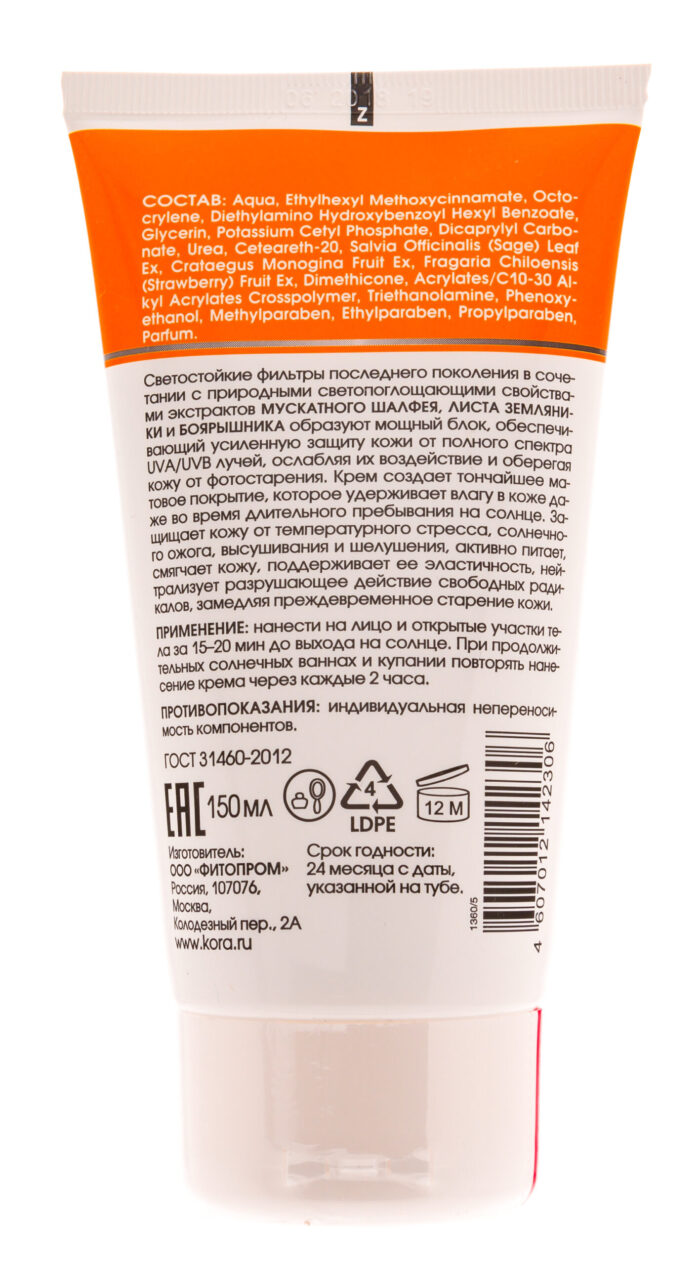 06 2018 19
Z
СОСТАВ: Aqua, Ethylhexyl Methoxycinnamate, Octo-
crylene, Diethylamino Hydroxybenzoyl Hexyl Benzoate,
Glycerin, Potassium Cetyl Phosphate, Dicaprylyl Carbo-
nate, Urea, Ceteareth-20, Salvia Officinalis (Sage) Leaf
Ex, Crataegus Monogina Fruit Ex, Fragaria Chiloensis
(Strawberry) Fruit Ex, Dimethicone, Acrylates/C10-30 Al-
kyl Acrylates Crosspolymer, Triethanolamine, Phenoxy-
ethanol, Methylparaben, Ethylparaben, Propylparaben,
Parfum.
Светостойкие фильтры последнего поколения в соче-
тании с природными светопоглощающими свойства-
ми экстрактов МУСКАТНОГО ШАЛФЕЯ, ЛИСТА ЗЕМЛЯНИ-
КИ и БОЯРЫШНИКА образуют мощный блок, обеспечи-
вающий усиленную защиту кожи от полного спектра
UVA/UVB лучей, ослабляя их воздействие и оберегая
кожу от фотостарения. Крем создает тончайшее ма-
товое покрытие, которое удерживает влагу в коже да-
же во время длительного пребывания на солнце. За-
щищает кожу от температурного стресса, солнечно-
го ожога, высушивания и шелушения, активно питает,
смягчает кожу, поддерживает ее эластичность, ней-
трализует разрушающее действие свободных ради-
калов, замедляя преждевременное старение кожи.
ПРИМЕНЕНИЕ: нанести на лицо и открытые участки те-
ла за 15–20 мин до выхода на солнце. При продолжи-
тельных солнечных ваннах и купании повторять нане-
сение крема через каждые 2 часа.
ПРОТИВОПОКАЗАНИЯ: индивидуальная непереноси-
мость компонентов.
ГОСТ 31460-2012
EAC 150 мл
4
LDPE
12 M
Изготовитель:
ООО «ФИТОПРОМ»
Россия, 107076,
Москва,
Колодезный пер., 2А
www.kora.ru
Срок годности:
24 месяца с даты,
указанной на тубе.
1360/5
4 607012 142306